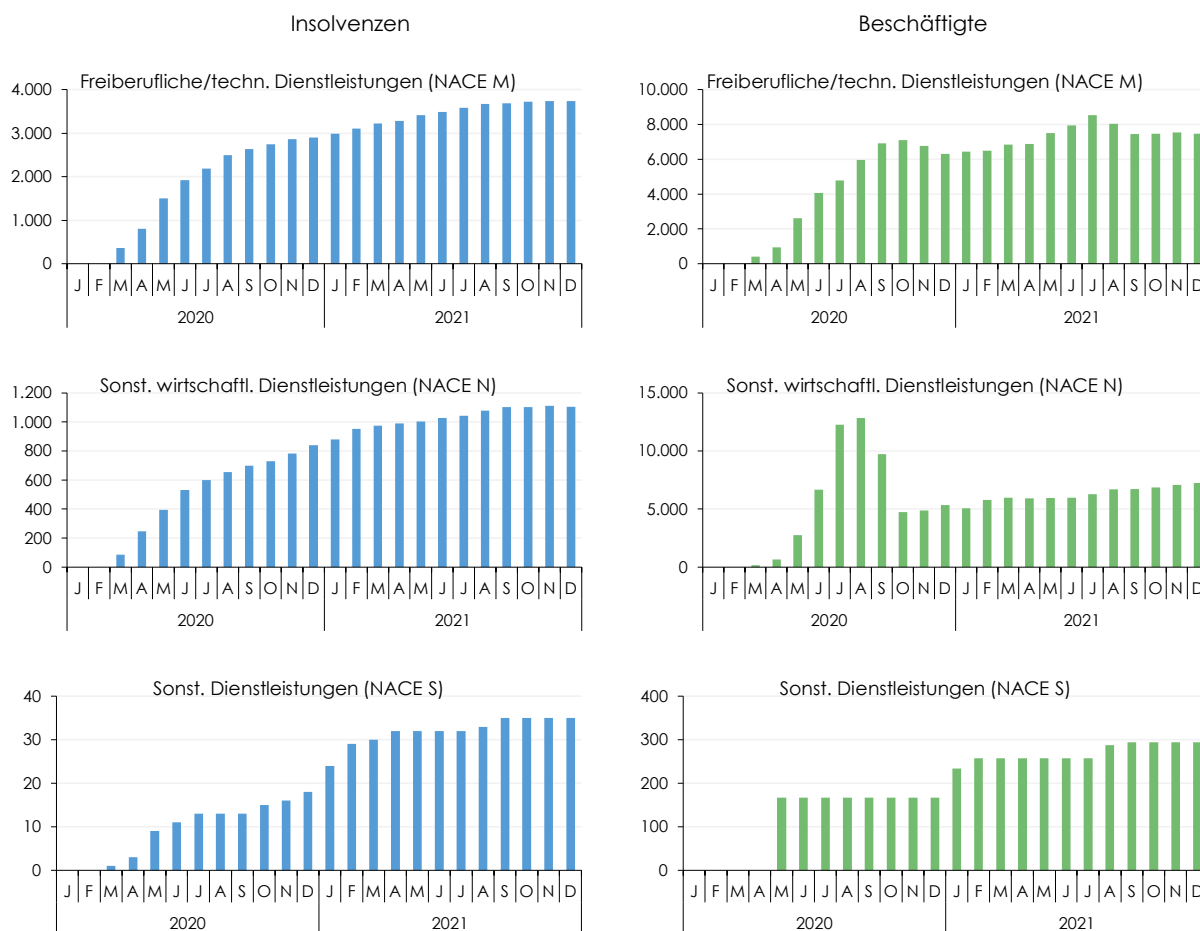 Insolvenzen
Beschäftigte
Freiberufliche/techn. Dienstleistungen (NACE M)
4.000
3.000
2.000
1.000
0
J F M A M J J A S O N D J F M A M J J A S O N D
2020 2021
Freiberufliche/techn. Dienstleistungen (NACE M)
10.000
8.000
6.000
4.000
2.000
0
J F M A M J J A S O N D J F M A M J J A S O N D
2020 2021
Sonst. wirtschaftl. Dienstleistungen (NACE N)
1.200
1.000
800
600
400
200
0
J F M A M J J A S O N D J F M A M J J A S O N D
2020 2021
Sonst. wirtschaftl. Dienstleistungen (NACE N)
15.000
10.000
5.000
0
J F M A M J J A S O N D J F M A M J J A S O N D
2020 2021
Sonst. Dienstleistungen (NACE S)
40
30
20
10
0
J F M A M J J A S O N D J F M A M J J A S O N D
2020 2021
Sonst. Dienstleistungen (NACE S)
400
300
200
100
0
J F M A M J J A S O N D J F M A M J J A S O N D
2020 2021